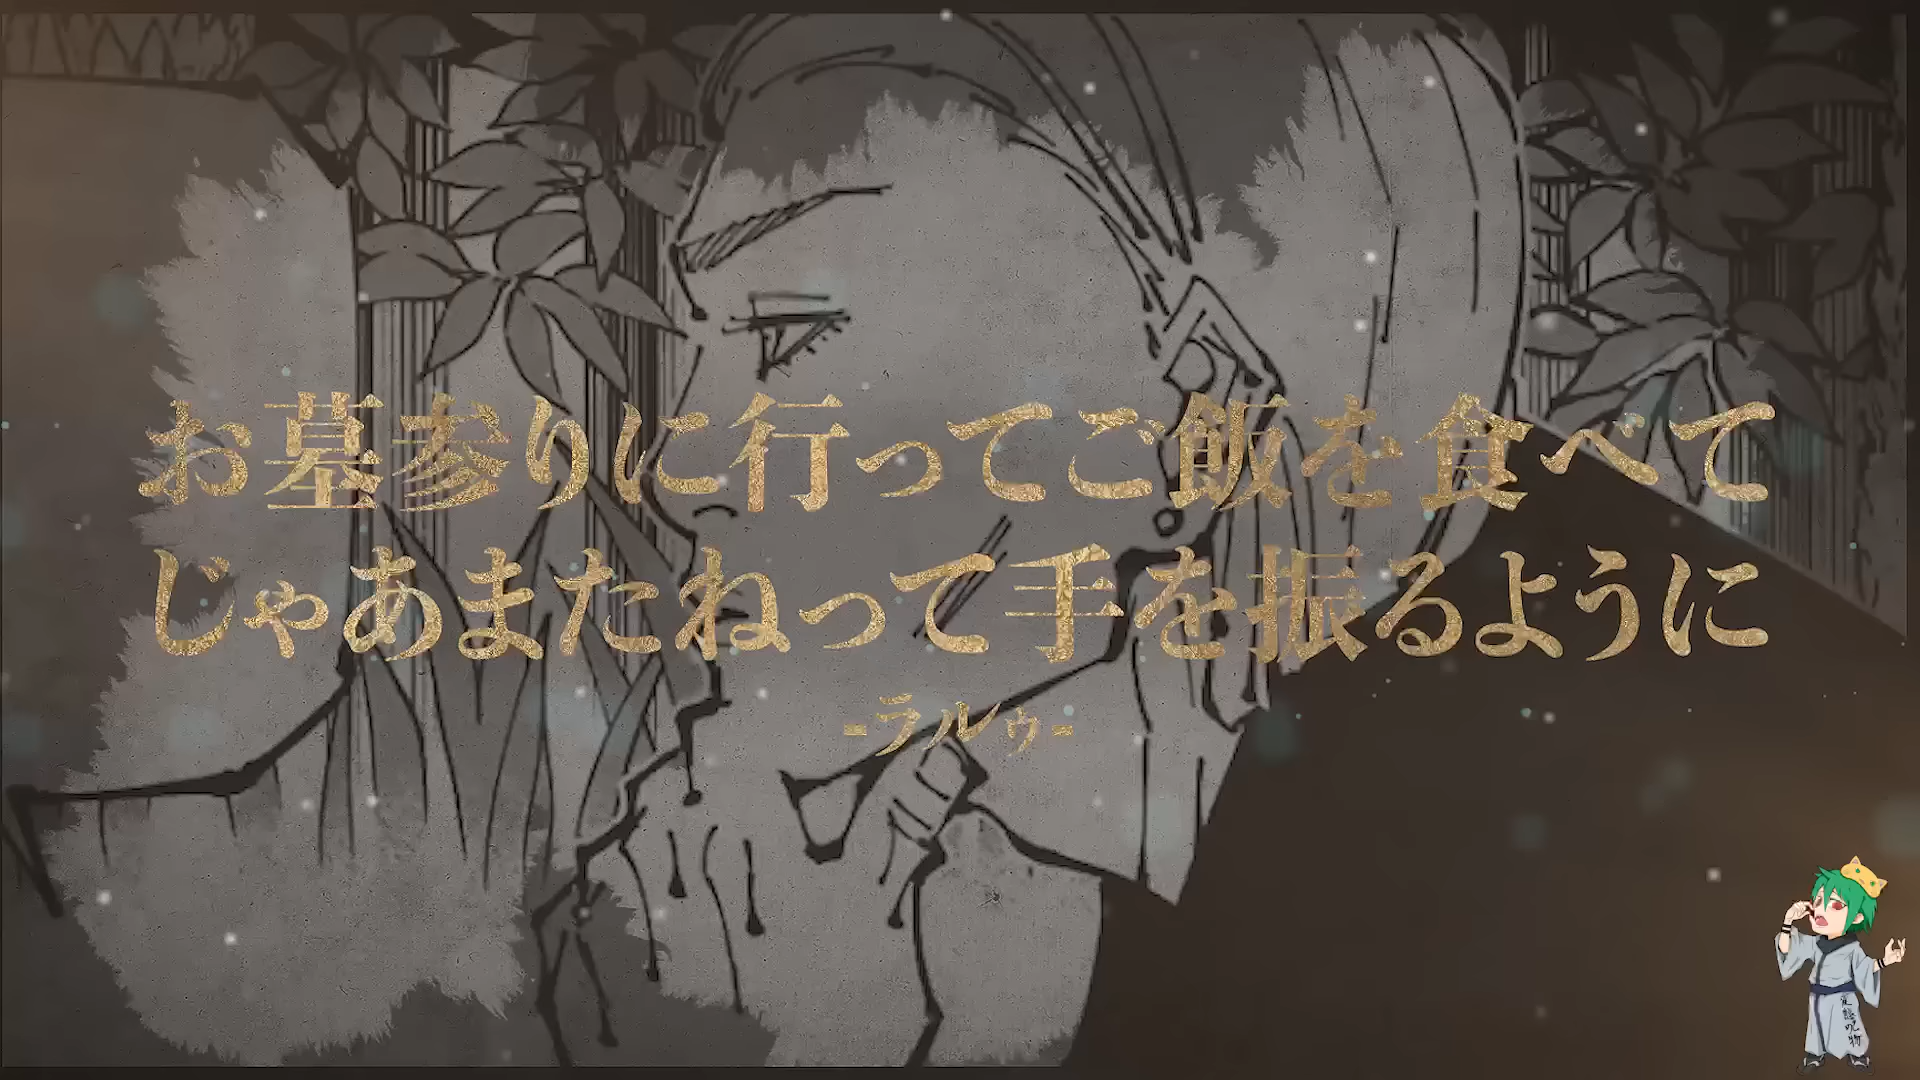 お墓参りに行ってご飯を食べて
じゃあまたねって手を振るように
-ラルゥ-